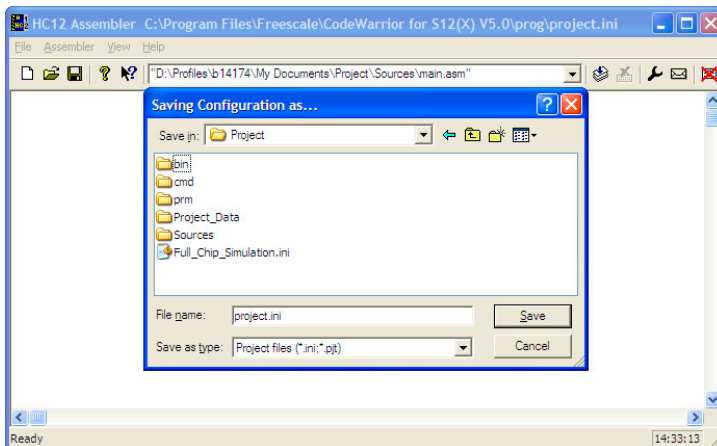 HC12 Assembler C:\Program Files\Freescale\CodeWarrior for S12(X) V5.0\prog\project.ini
File Assembler View Help
"D:\Profiles\b14174\My Documents\Project\Sources\main.asm"
Saving Configuration as...
Save in: Project
bin
cmd
prm
Project_Data
Sources
Full_Chip_Simulation.ini
File name: project.ini Save
Save as type: Project files (*.ini;*.pjt) Cancel
Ready 14:33:13